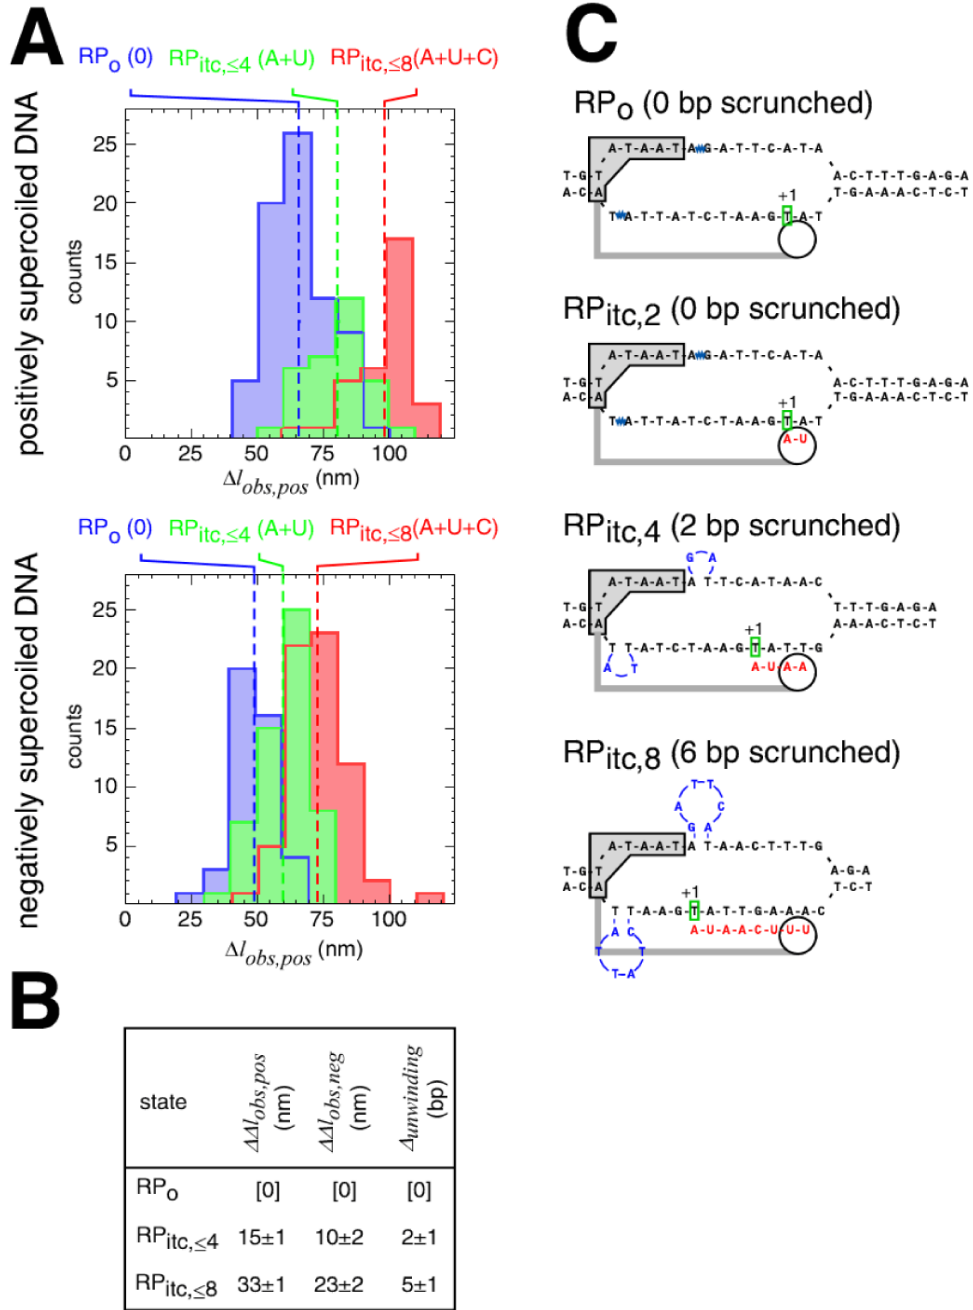 A
RPo (0) RPitc,≤4 (A+U) RPitc,≤8(A+U+C)
positively supercoiled DNA
counts
25
20
15
10
5
0 25 50 75 100
Δlobs,pos (nm)
RPo (0) RPitc,≤4 (A+U) RPitc,≤8(A+U+C)
negatively supercoiled DNA
counts
25
20
15
10
5
0 25 50 75 100
Δlobs,pos (nm)
B
state ΔΔlobs,pos (nm) ΔΔlobs,neg (nm) Δunwinding (bp)
RPo [0] [0] [0]
RPitc,≤4 15±1 10±2 2±1
RPitc,≤8 33±1 23±2 5±1
C
RPo (0 bp scrunched)
A-T-A-A-T-A G-A-T-T-C-A-T-A
T-G-T A-C-T-T-T-G-A-G-A
A-C-A T-G-A-A-A-C-T-C-T
+1
T A-T-T-A-T-C-T-A-A-G-T-A-T
RPitc,2 (0 bp scrunched)
A-T-A-A-T-A G-A-T-T-C-A-T-A
T-G-T A-C-T-T-T-G-A-G-A
A-C-A T-G-A-A-A-C-T-C-T
+1
T A-T-T-A-T-C-T-A-A-G-T-A-T
A-U
RPitc,4 (2 bp scrunched)
G A
A-T-A-A-T-A T-T-C-A-T-A-A-C
T-G-T T-T-T-G-A-G-A
A-C-A A-A-A-C-T-C-T
+1
T T-A-T-C-T-A-A-G-T-A-T-T-G
A T A-U-A-A
RPitc,8 (6 bp scrunched)
T-T
A C
G A
A-T-A-A-T-A T-A-A-C-T-T-T-G
T-G-T A-G-A
A-C-A T-C-T
+1
T T-A-A-G-T-A-T-T-G-A-A-A-C
A C A-U-A-A-C-U-U-U
T T
T-A